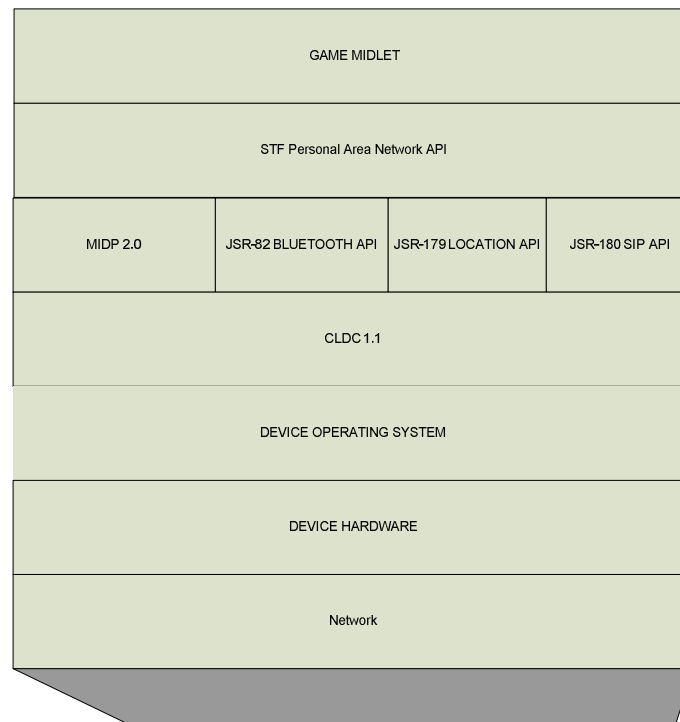 GAME MIDLET
STF Personal Area Network API
MIDP 2.0 JSR-82 BLUETOOTH API JSR-179 LOCATION API JSR-180 SIP API
CLDC 1.1
DEVICE OPERATING SYSTEM
DEVICE HARDWARE
Network